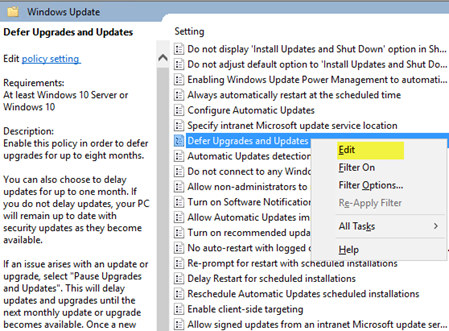 Windows Update
Defer Upgrades and Updates
Edit policy setting.
Requirements:
At least Windows 10 Server or
Windows 10
Description:
Enable this policy in order to defer
upgrades for up to eight months.
You can also choose to delay
updates for up to one month. If
you do not delay updates, your PC
will remain up to date with
security updates as they become
available.
If an issue arises with an update or
upgrade, select "Pause Upgrades
and Updates". This will delay
updates and upgrades until the
next monthly update or upgrade
becomes available. Once a new
Setting
Do not display 'Install Updates and Shut Down' option in Sh...
Do not adjust default option to 'Install Updates and Shut Do...
Enabling Windows Update Power Management to automati...
Always automatically restart at the scheduled time
Configure Automatic Updates
Specify intranet Microsoft update service location
Defer Upgrades and Updates
Automatic Updates detection
Do not connect to any Wind
Allow non-administrators to
Turn on Software Notification
Allow Automatic Updates im
Turn on recommended updat
No auto-restart with logged o
Re-prompt for restart with scheduled installations
Delay Restart for scheduled installations
Reschedule Automatic Updates scheduled installations
Enable client-side targeting
Allow signed updates from an intranet Microsoft update ser...
Edit
Filter On
Filter Options...
Re-Apply Filter
All Tasks
Help